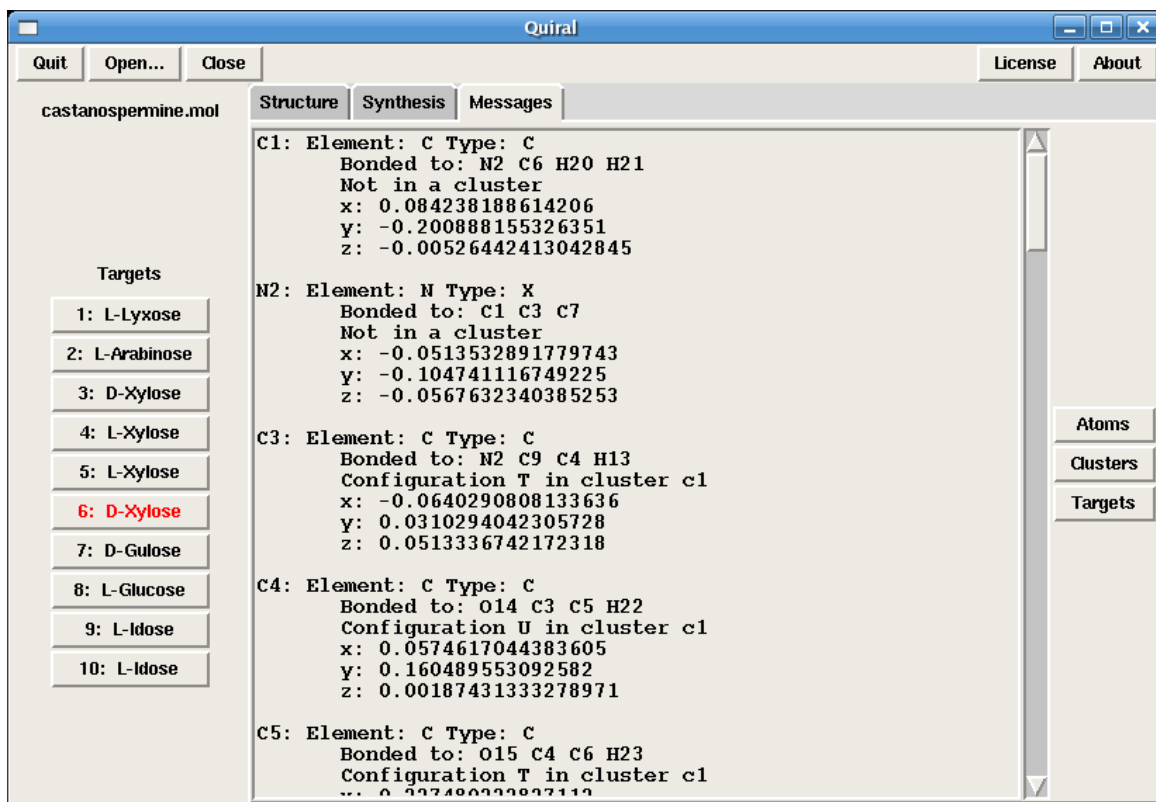 Quiral
Quit
Open...
Close
License
About
castanospermine.mol
Structure
Synthesis
Messages
Targets
1: L-Lyxose
2: L-Arabinose
3: D-Xylose
4: L-Xylose
5: L-Xylose
6: D-Xylose
7: D-Gulose
8: L-Glucose
9: L-Idose
10: L-Idose
C1: Element: C Type: C
Bonded to: N2 C6 H20 H21
Not in a cluster
x: 0.084238188614206
y: -0.200888155326351
z: -0.00526442413042845
N2: Element: N Type: X
Bonded to: C1 C3 C7
Not in a cluster
x: -0.0513532891779743
y: -0.104741116749225
z: -0.0567632340385253
C3: Element: C Type: C
Bonded to: N2 C9 C4 H13
Configuration T in cluster c1
x: -0.0640290808133636
y: 0.0310294042305728
z: 0.0513336742172318
C4: Element: C Type: C
Bonded to: O14 C3 C5 H22
Configuration U in cluster c1
x: 0.0574617044383605
y: 0.160489553092582
z: 0.00187431333278971
C5: Element: C Type: C
Bonded to: O15 C4 C6 H23
Configuration T in cluster c1
Atoms
Clusters
Targets